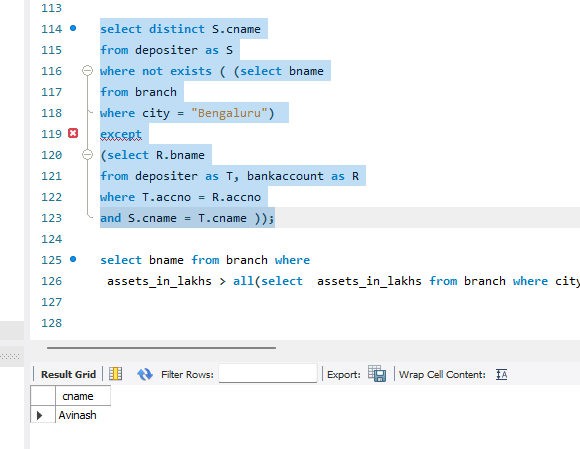 113
114 select distinct S.cname
115 from depositer as S
116 where not exists ( (select bname
117 from branch
118 where city = "Bengaluru")
119 except
120 (select R.bname
121 from depositer as T, bankaccount as R
122 where T.accno = R.accno
123 and S.cname = T.cname ));
124
125 select bname from branch where
126 assets_in_lakhs > all(select assets_in_lakhs from branch where city
127
128
Result Grid Filter Rows: Export: Wrap Cell Content: IA
cname
Avinash